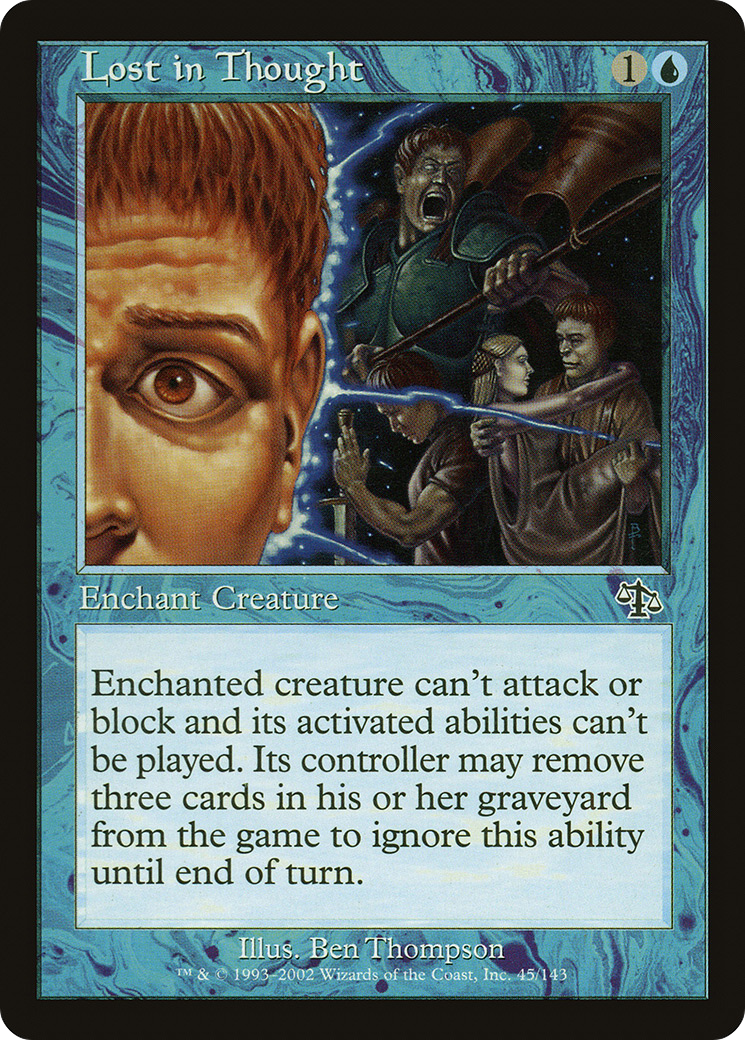 Lost in Thought 1
Enchant Creature
Enchanted creature can't attack or
block and its activated abilities can't
be played. Its controller may remove
three cards in his or her graveyard
from the game to ignore this ability
until end of turn.
Illus. Ben Thompson
™ & © 1993–2002 Wizards of the Coast, Inc. 45/143